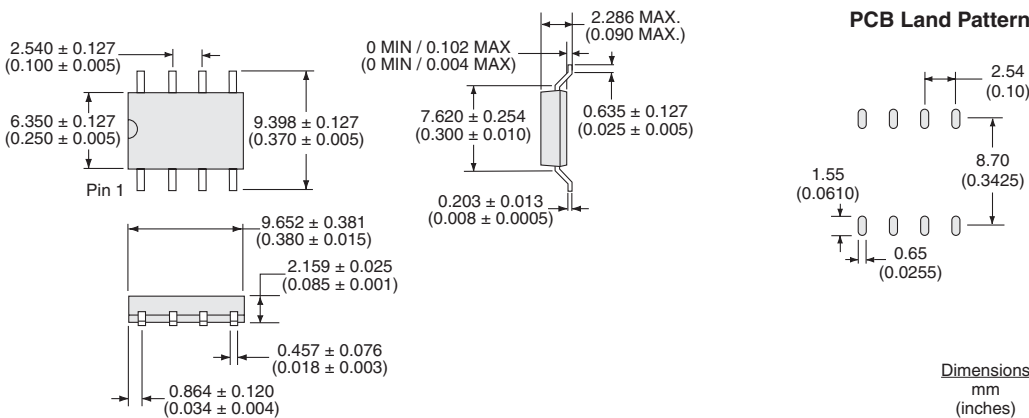 2.540 ± 0.127
(0.100 ± 0.005)
6.350 ± 0.127
(0.250 ± 0.005)
9.398 ± 0.127
(0.370 ± 0.005)
Pin 1
9.652 ± 0.381
(0.380 ± 0.015)
2.159 ± 0.025
(0.085 ± 0.001)
0.457 ± 0.076
(0.018 ± 0.003)
0.864 ± 0.120
(0.034 ± 0.004)
2.286 MAX.
(0.090 MAX.)
0 MIN / 0.102 MAX
(0 MIN / 0.004 MAX)
7.620 ± 0.254
(0.300 ± 0.010)
0.635 ± 0.127
(0.025 ± 0.005)
0.203 ± 0.013
(0.008 ± 0.0005)
PCB Land Pattern
2.54
(0.10)
8.70
(0.3425)
1.55
(0.0610)
0.65
(0.0255)
Dimensions
mm
(inches)